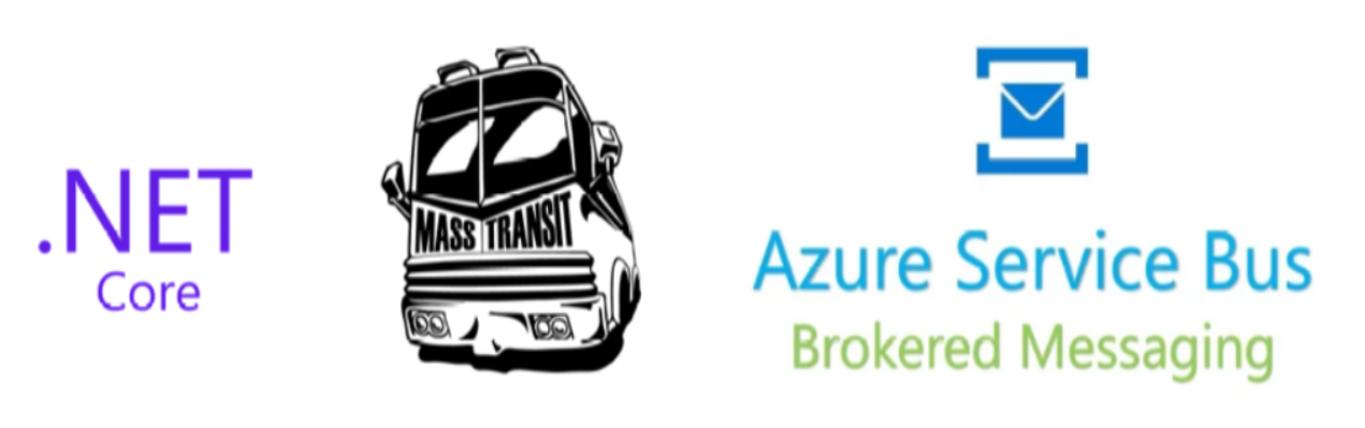 .NET
Core
MASS TRANSIT
Azure Service Bus
Brokered Messaging